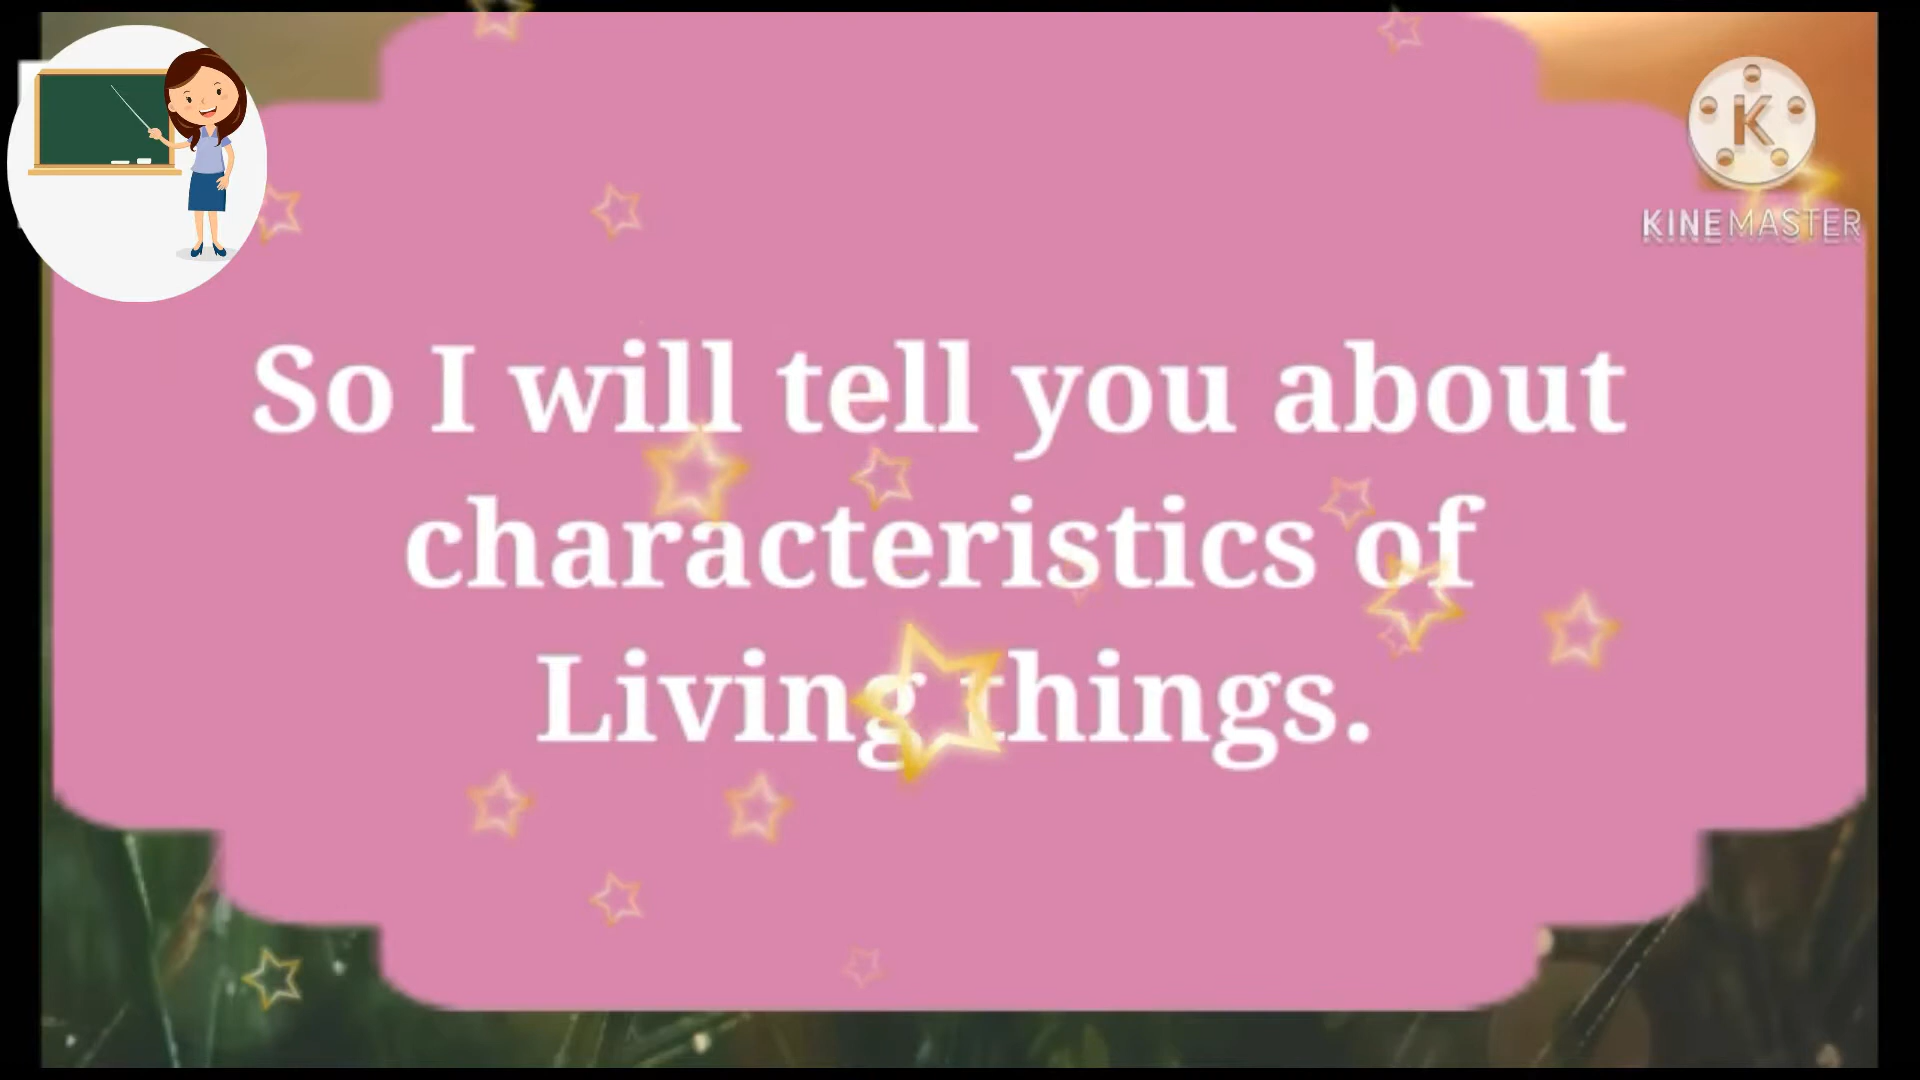 K
KINEMASTER
So I will tell you about
characteristics of
Living things.